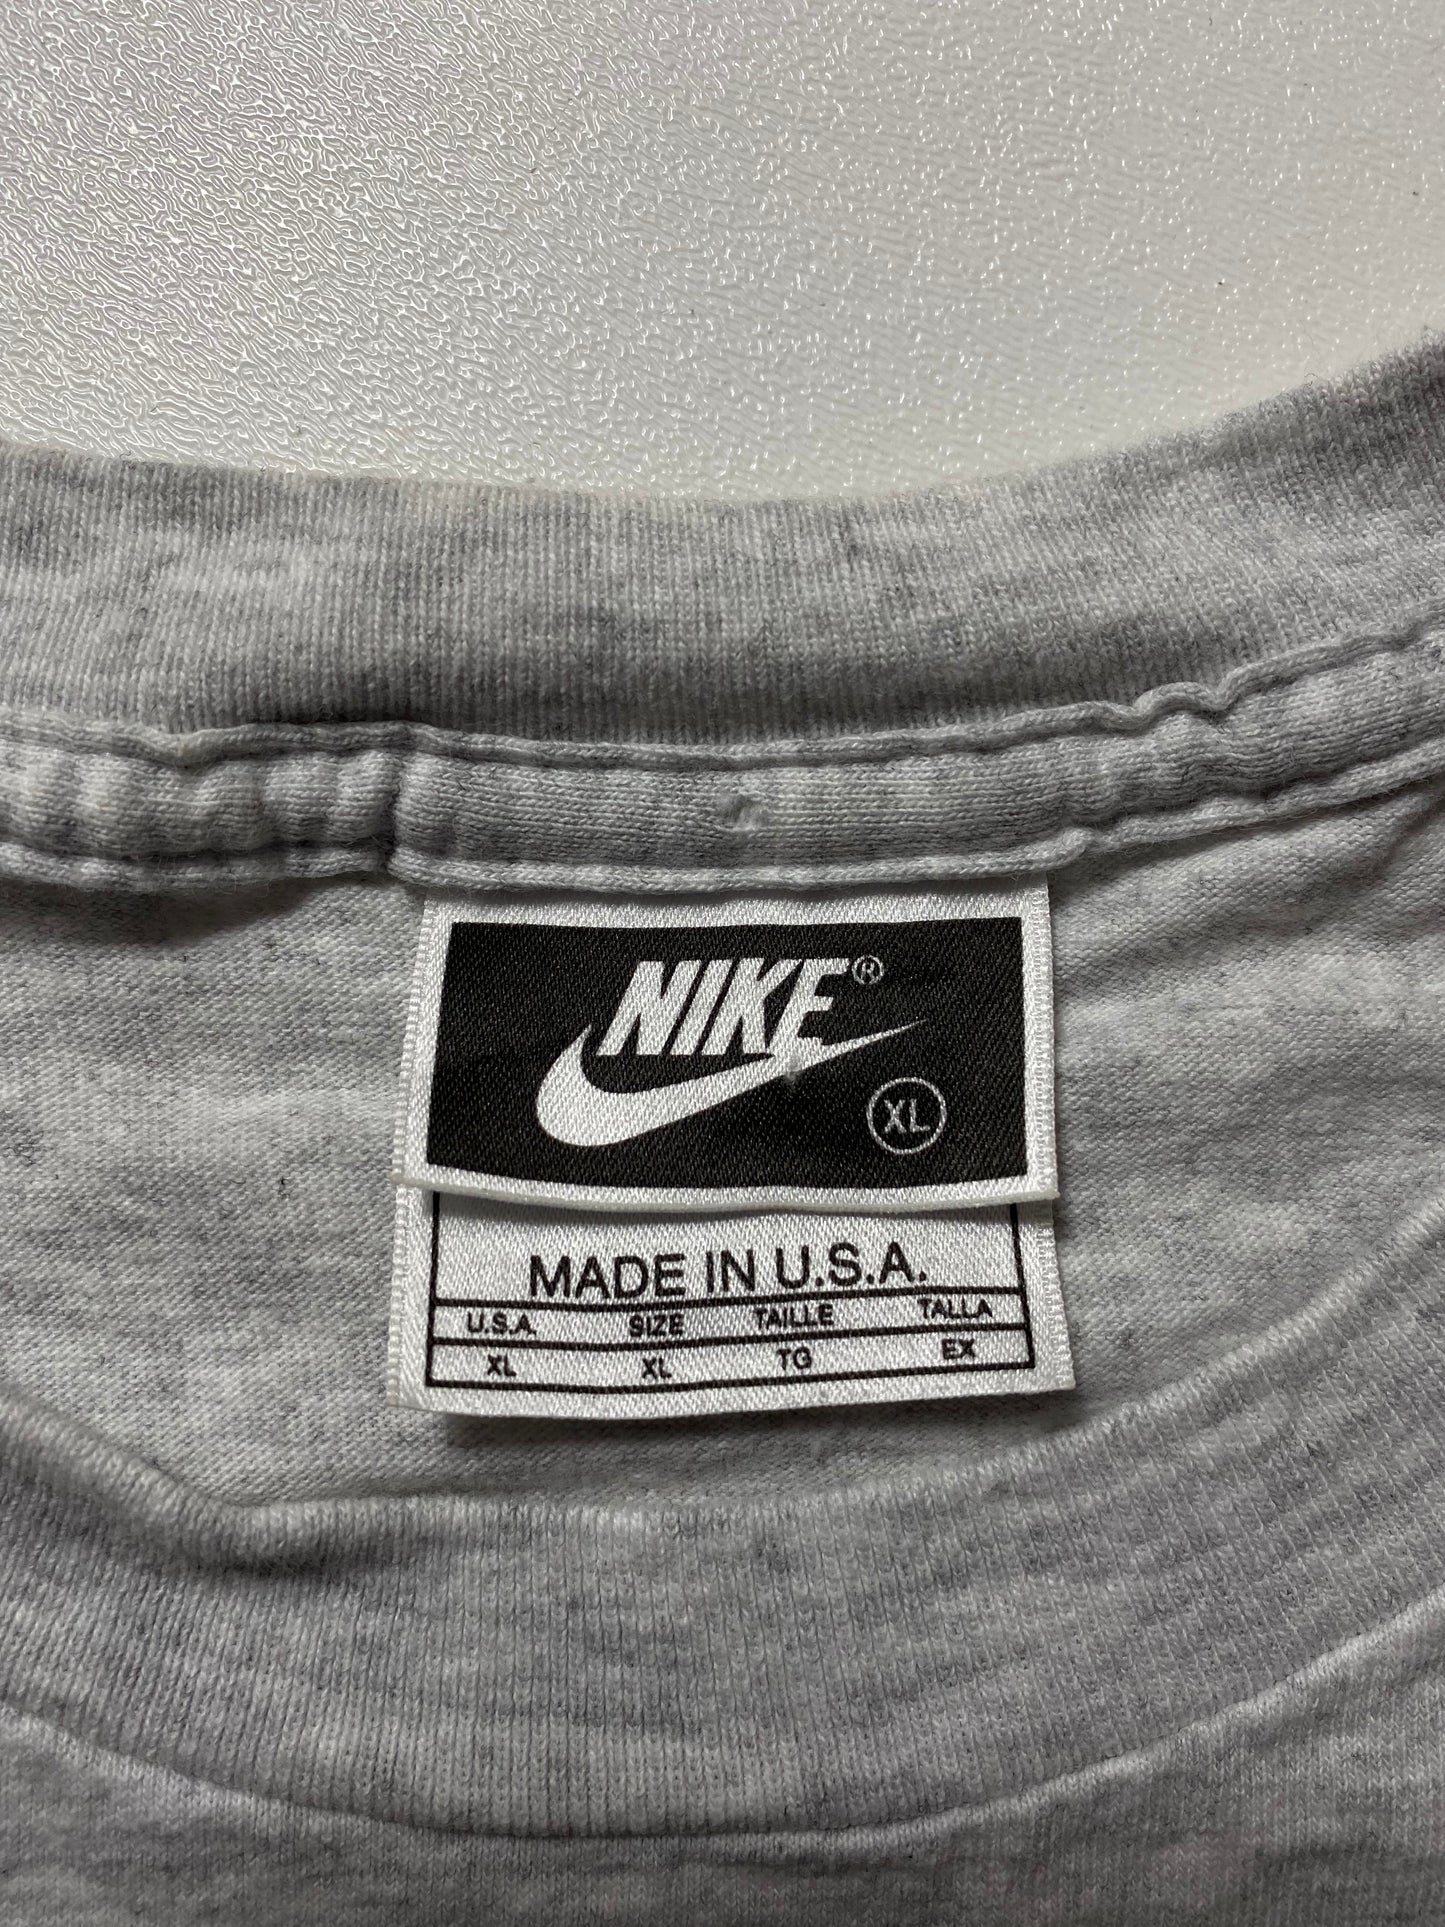 NIKE®
XL
MADE IN U.S.A.
U.S.A. SIZE TAILLE TALLA
XL XL TG EX